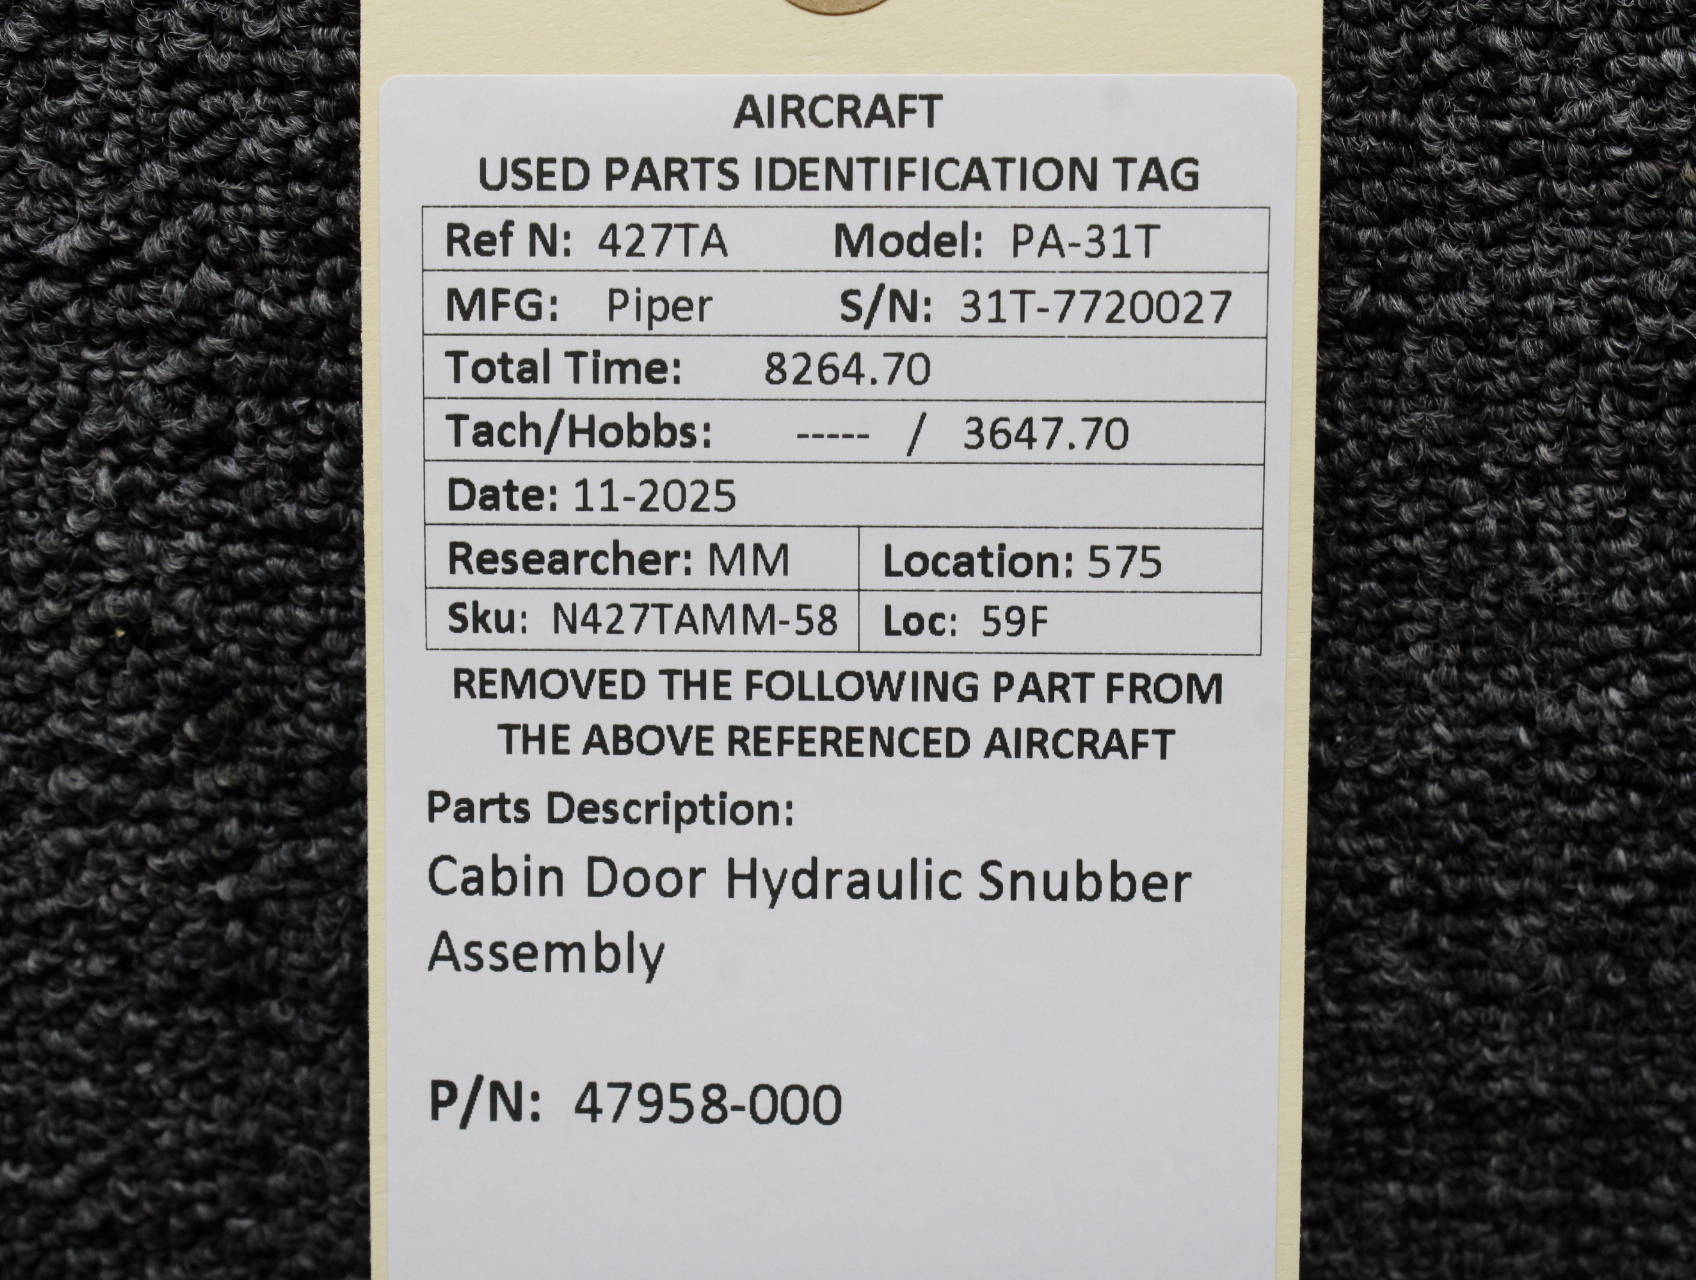 AIRCRAFT
USED PARTS IDENTIFICATION TAG
Ref N: 427TA Model: PA-31T
MFG: Piper S/N: 31T-7720027
Total Time: 8264.70
Tach/Hobbs: ----- / 3647.70
Date: 11-2025
Researcher: MM Location: 575
Sku: N427TAMM-58 Loc: 59F
REMOVED THE FOLLOWING PART FROM
THE ABOVE REFERENCED AIRCRAFT
Parts Description:
Cabin Door Hydraulic Snubber
Assembly
P/N: 47958-000